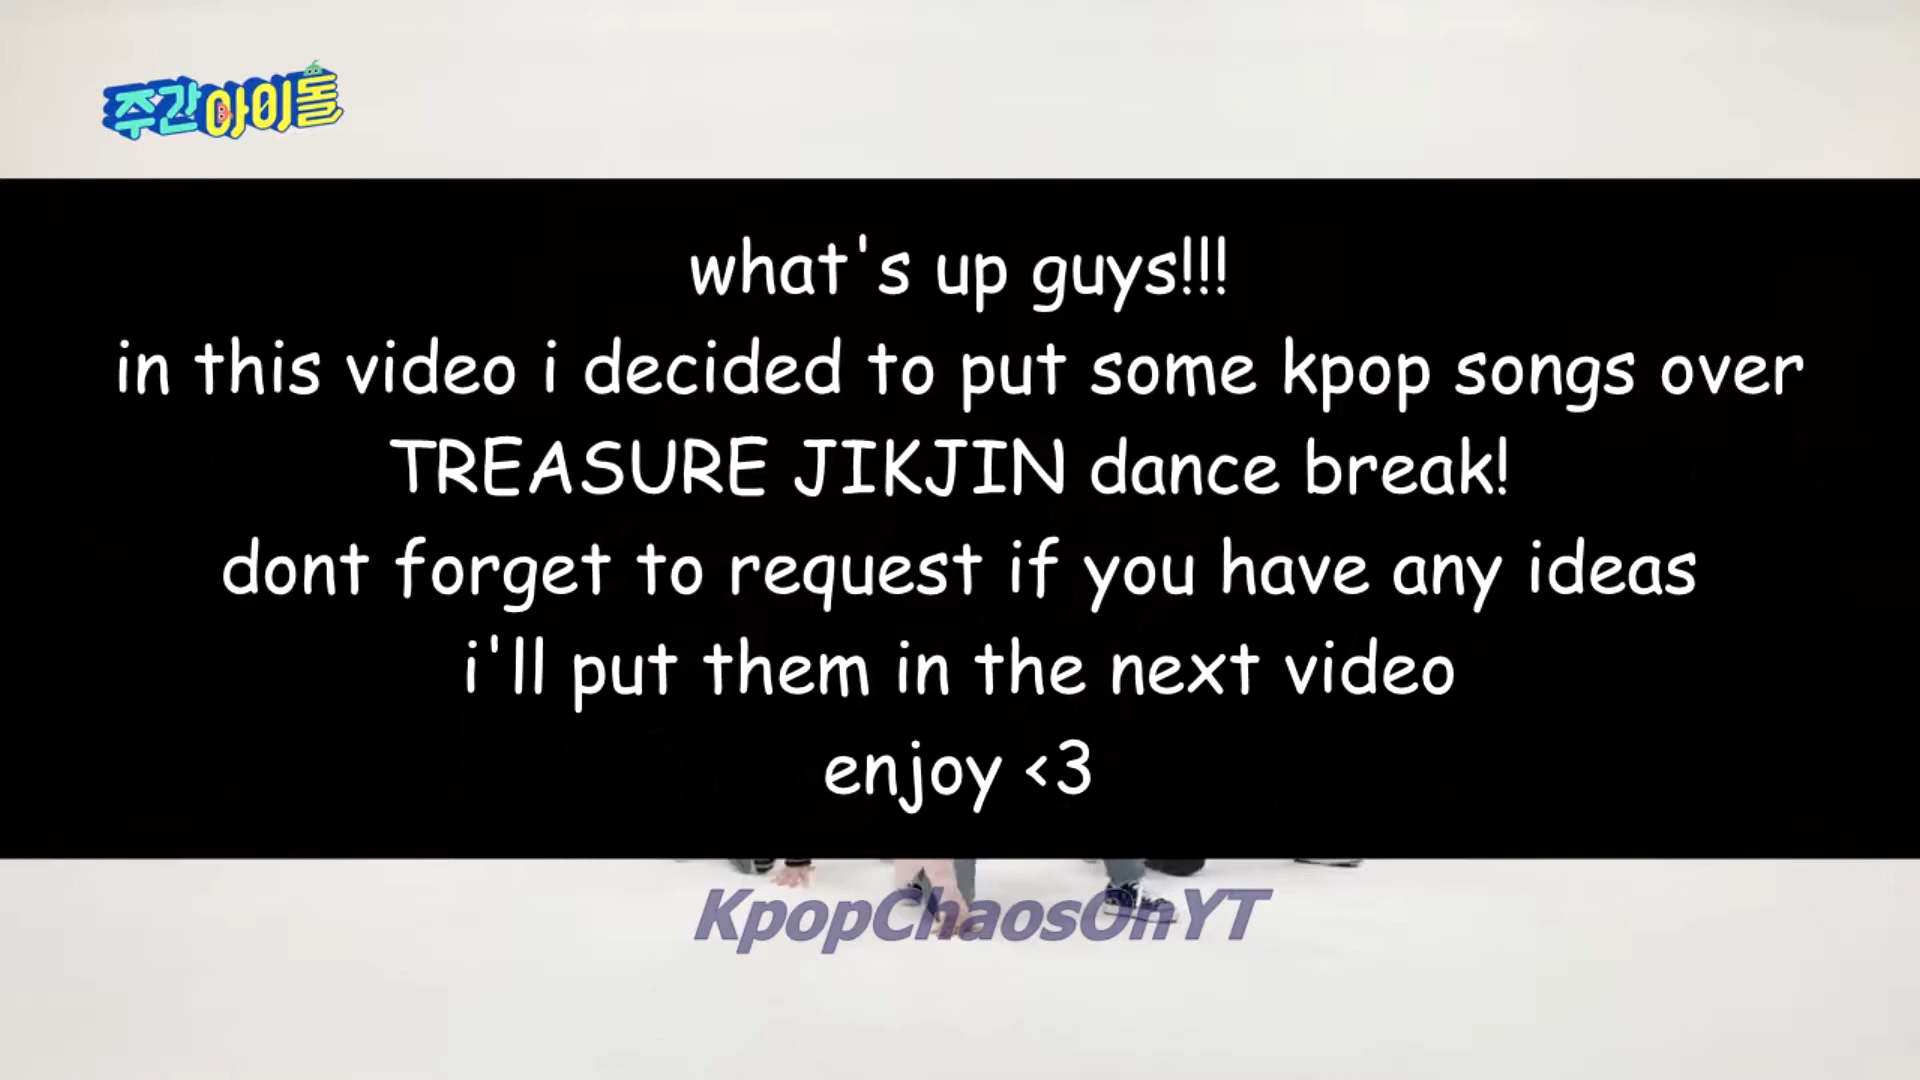 주간아이돌
what's up guys!!!
in this video i decided to put some kpop songs over
TREASURE JIKJIN dance break!
dont forget to request if you have any ideas
i'll put them in the next video
enjoy <3
KpopChaosOnYT